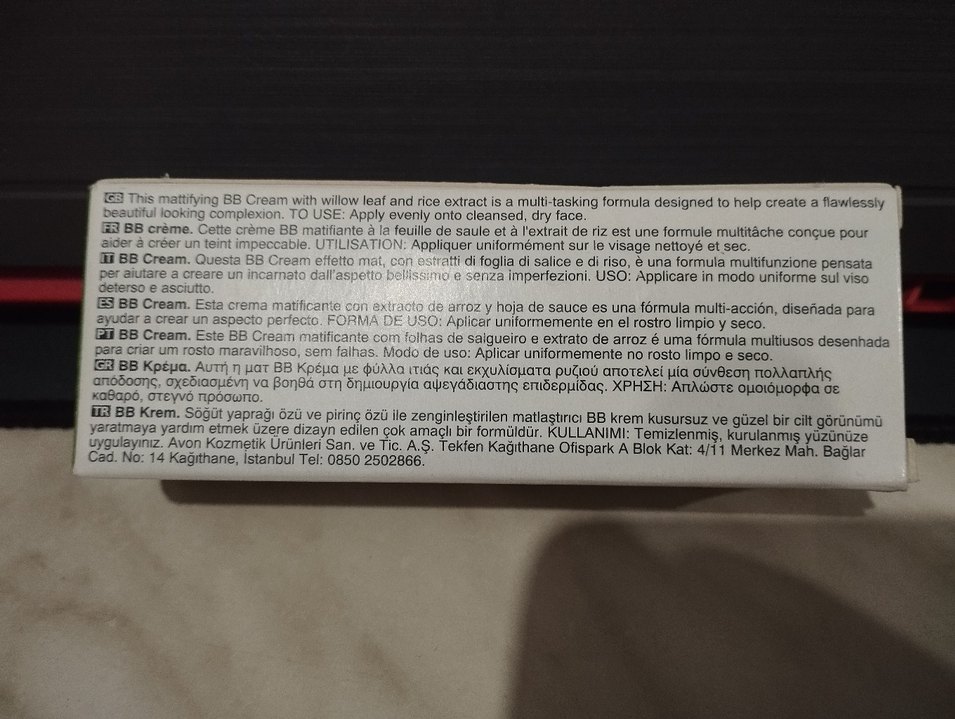 GB This mattifying BB Cream with willow leaf and rice extract is a multi-tasking formula designed to help create a flawlessly
beautiful looking complexion. TO USE: Apply evenly onto cleansed, dry face.
FR BB crème. Cette crème BB matifiante à la feuille de saule et à l'extrait de riz est une formule multitâche conçue pour
aider à créer un teint impeccable. UTILISATION: Appliquer uniformément sur le visage nettoyé et sec.
IT BB Cream. Questa BB Cream effetto mat, con estratti di foglia di salice e di riso, è una formula multifunzione pensata
per aiutare a creare un incarnato dall'aspetto bellissimo e senza imperfezioni. USO: Applicare in modo uniforme sul viso
deterso e asciutto.
ES BB Cream. Esta crema matificante con extracto de arroz y hoja de sauce es una fórmula multi-acción, diseñada para
ayudar a crear un aspecto perfecto. FORMA DE USO: Aplicar uniformemente en el rostro limpio y seco.
PT BB Cream. Este BB Cream matificante com folhas de salgueiro e extrato de arroz é uma fórmula multiusos desenhada
para criar um rosto maravilhoso, sem falhas. Modo de uso: Aplicar uniformemente no rosto limpo e seco.
GR BB Κρέμα. Αυτή η ματ BB Κρέμα με φύλλα ιτιάς και εκχυλίσματα ρυζιού αποτελεί μία σύνθεση πολλαπλής
απόδοσης, σχεδιασμένη να βοηθά στη δημιουργία αψεγάδιαστης επιδερμίδας. ΧΡΗΣΗ: Απλώστε ομοιόμορφα σε
καθαρό, στεγνό πρόσωπο.
TR BB Krem. Söğüt yaprağı özü ve pirinç özü ile zenginleştirilen matlaştırıcı BB krem kusursuz ve güzel bir cilt görünümü
yaratmaya yardım etmek üzere dizayn edilen çok amaçlı bir formüldür. KULLANIMI: Temizlenmiş, kurulanmış yüzünüze
uygulayınız. Avon Kozmetik Ürünleri San. ve Tic. A.Ş. Tekfen Kağıthane Ofispark A Blok Kat: 4/11 Merkez Mah. Bağlar
Cad. No: 14 Kağıthane, İstanbul Tel: 0850 2502866.